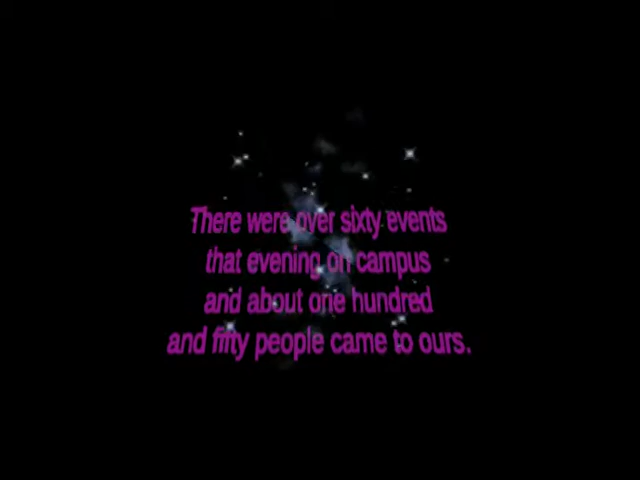 There were over sixty events
that evening on campus
and about one hundred
and fifty people came to ours.